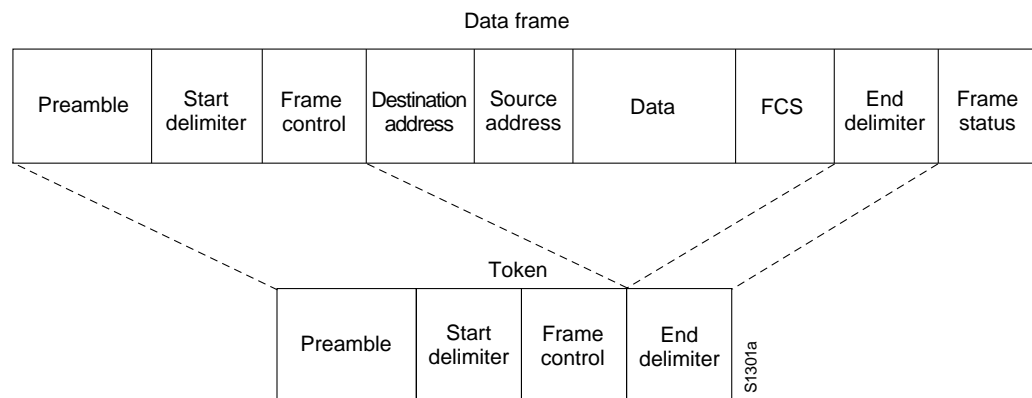 Data frame
Preamble
Start
delimiter
Frame
control
Destination
address
Source
address
Data
FCS
End
delimiter
Frame
status
Token
Preamble
Start
delimiter
Frame
control
End
delimiter
S1301a